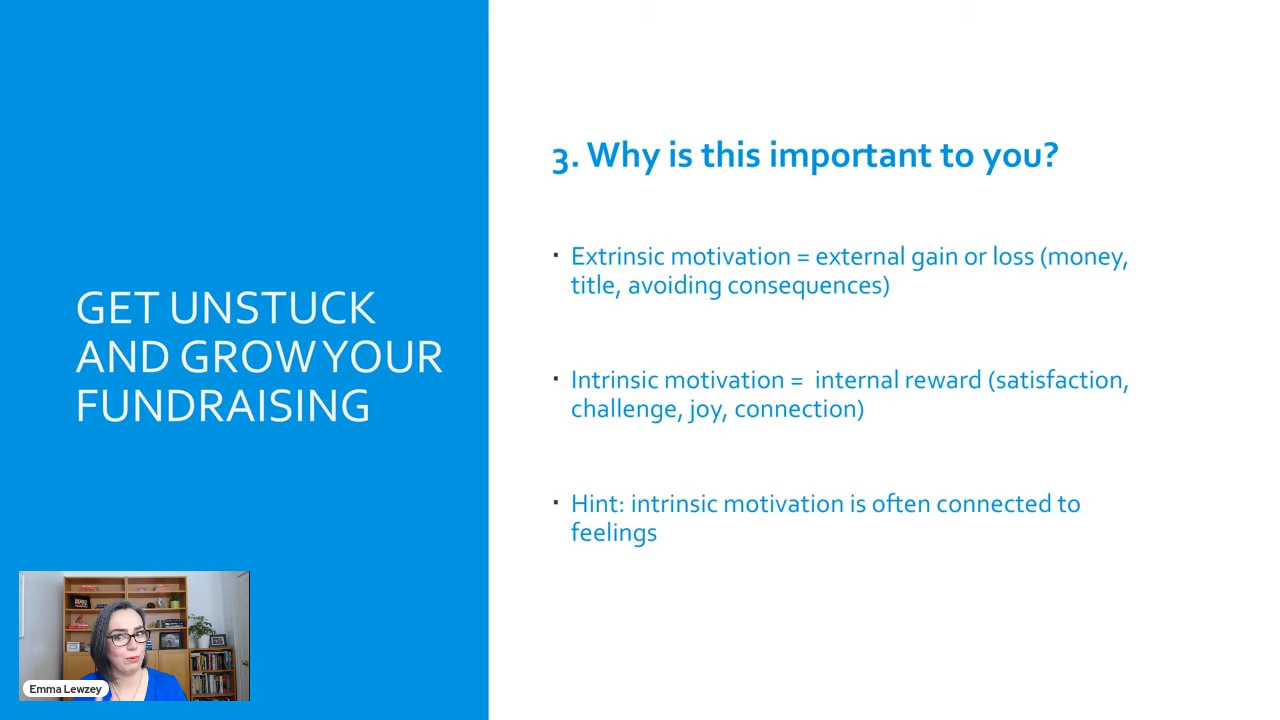 GET UNSTUCK
AND GROW YOUR
FUNDRAISING
3. Why is this important to you?
▪ Extrinsic motivation = external gain or loss (money,
title, avoiding consequences)
▪ Intrinsic motivation =  internal reward (satisfaction,
challenge, joy, connection)
▪ Hint: intrinsic motivation is often connected to
feelings
Emma Lewzey